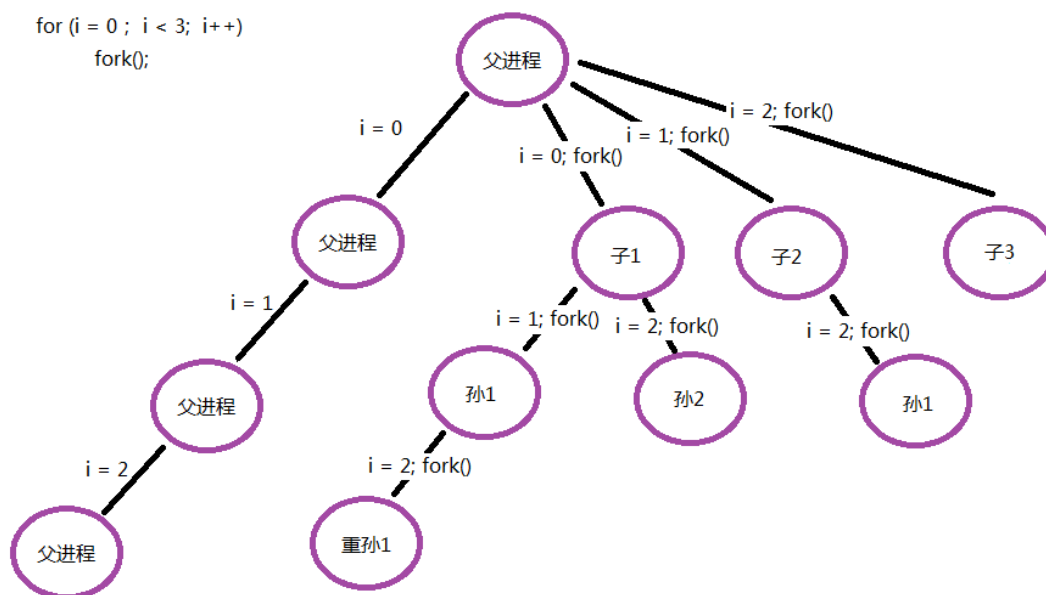 for (i = 0 ; i < 3; i++)
fork();
父进程
i = 0
i = 0; fork()
i = 1; fork()
i = 2; fork()
父进程
子1
子2
子3
i = 1
i = 1; fork()
i = 2; fork()
i = 2; fork()
父进程
孙1
孙2
孙1
i = 2
i = 2; fork()
父进程
重孙1